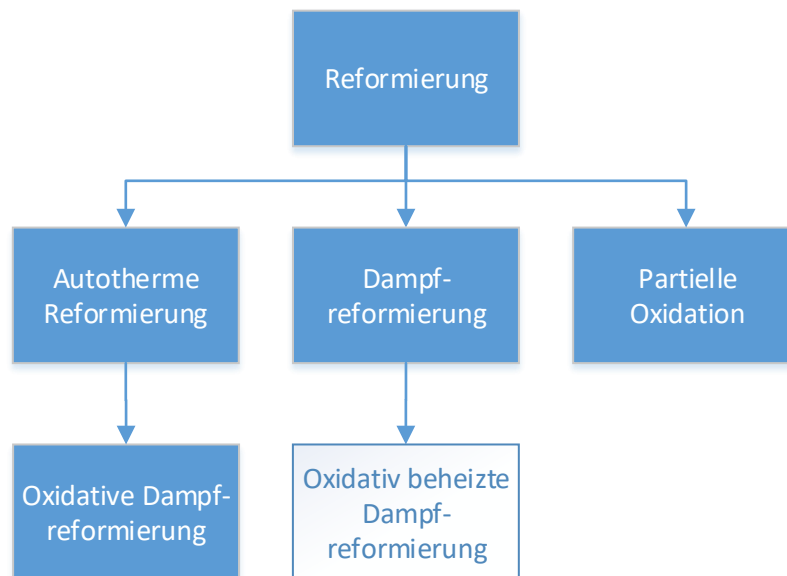 Reformierung
Autotherme
Reformierung
Dampf-
reformierung
Partielle
Oxidation
Oxidative Dampf-
reformierung
Oxidativ beheizte
Dampf-
reformierung